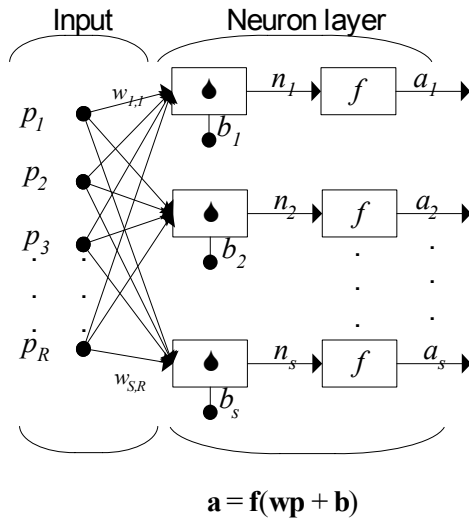 Input Neuron layer
w1,1 n1 f a1
p1 b1
p2 n2 f a2
p3 b2
. . . . .
. . . . .
. . . . .
pR ns f as
wS,R bs
a = f(wp + b)